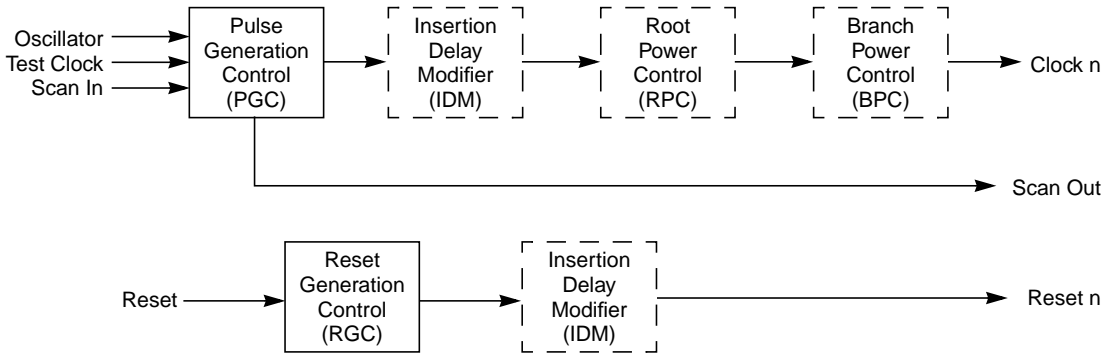 Oscillator
Test Clock
Scan In
Pulse
Generation
Control
(PGC)
Insertion
Delay
Modifier
(IDM)
Root
Power
Control
(RPC)
Branch
Power
Control
(BPC)
Clock n
Scan Out
Reset
Reset
Generation
Control
(RGC)
Insertion
Delay
Modifier
(IDM)
Reset n